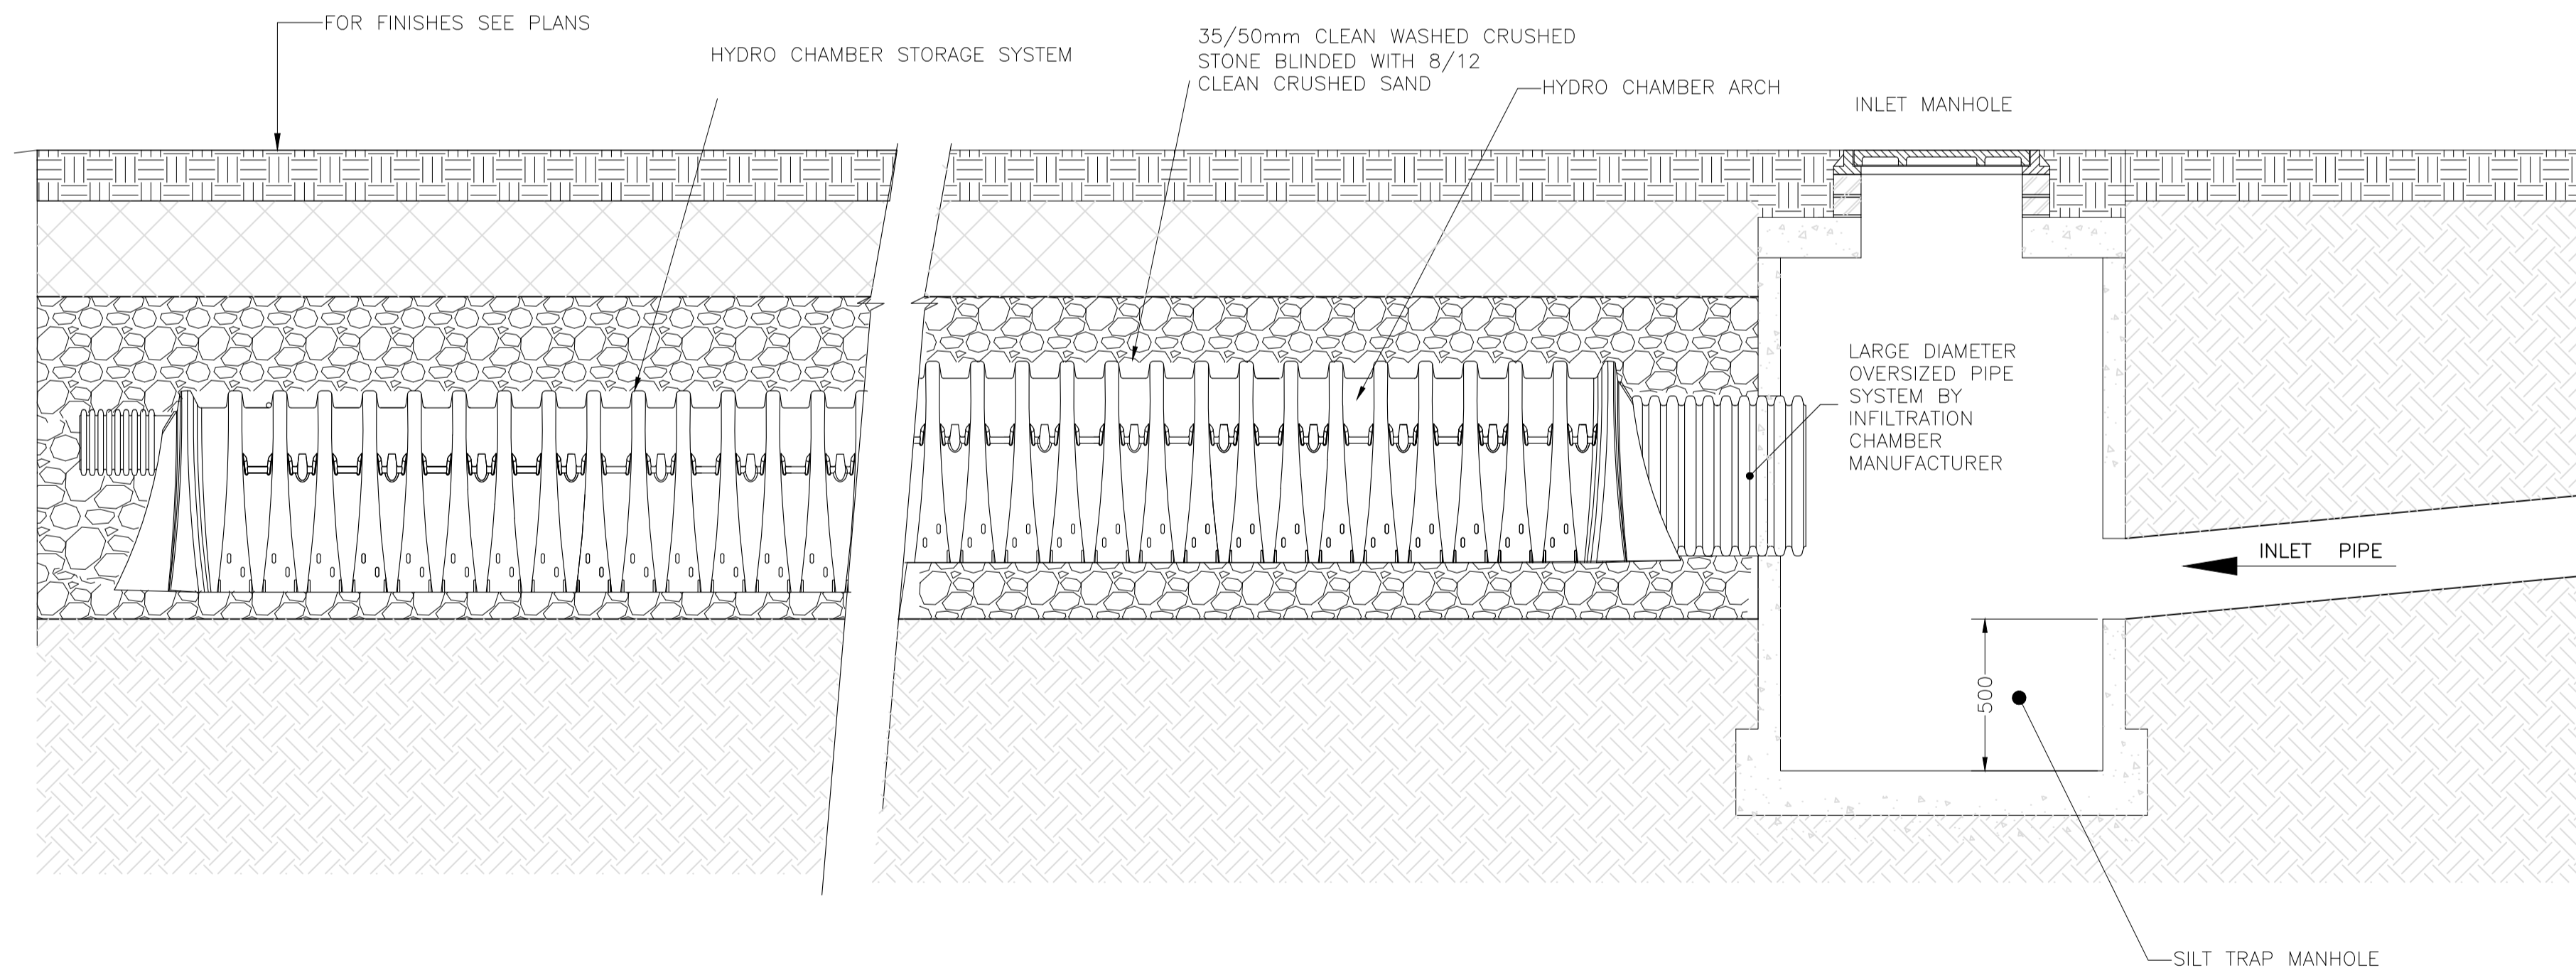 FOR FINISHES SEE PLANS
HYDRO CHAMBER STORAGE SYSTEM
35/50mm CLEAN WASHED CRUSHED
STONE BLINDED WITH 8/12
CLEAN CRUSHED SAND
HYDRO CHAMBER ARCH
INLET MANHOLE
LARGE DIAMETER
OVERSIZED PIPE
SYSTEM BY
INFILTRATION
CHAMBER
MANUFACTURER
INLET PIPE
500
SILT TRAP MANHOLE